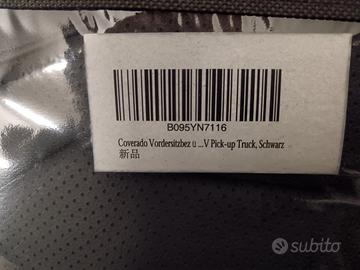 B095YN7116
Coverado Vordersitzbez ü ...V Pick-up Truck, Schwarz
新品
subito